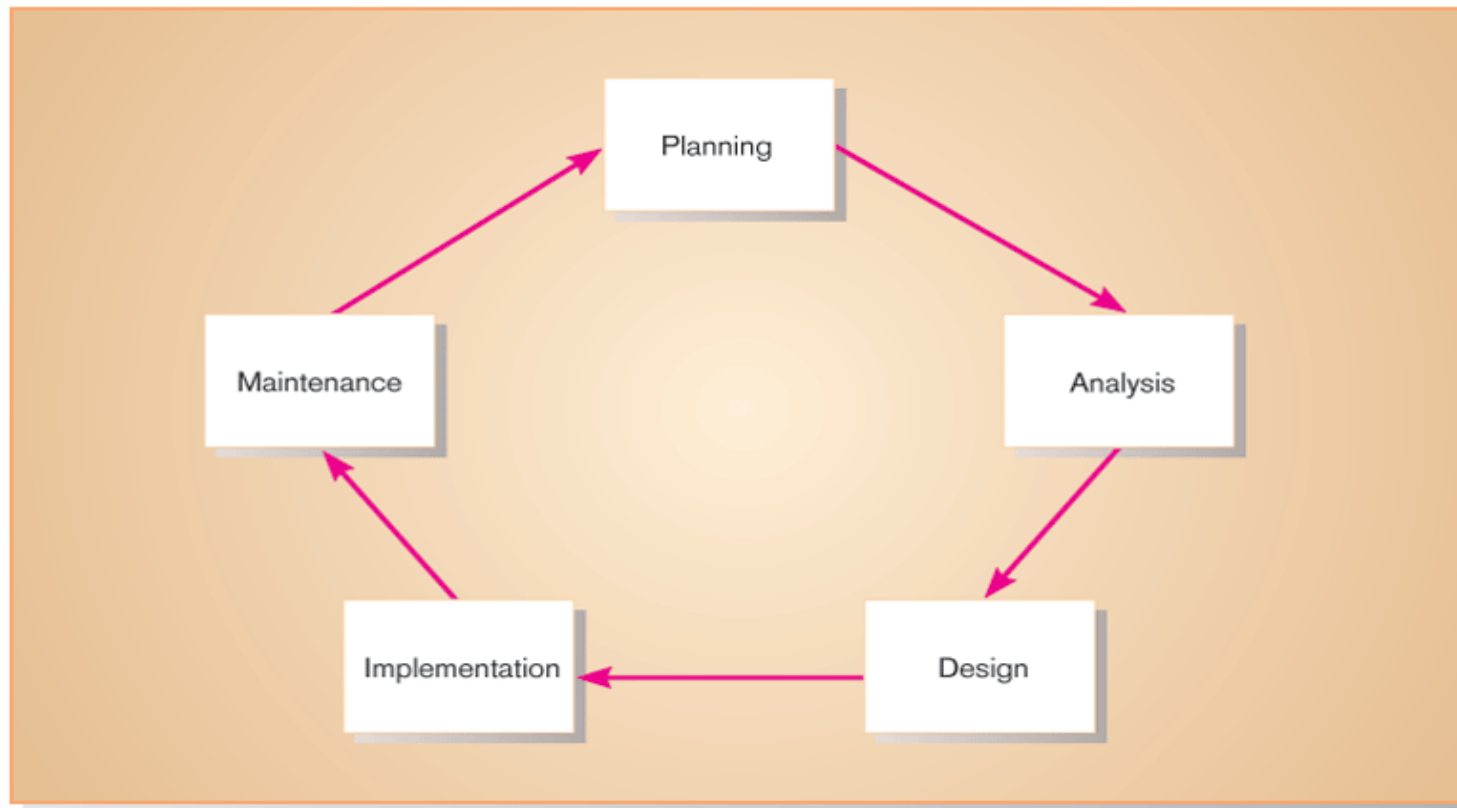 Planning
Analysis
Design
Implementation
Maintenance